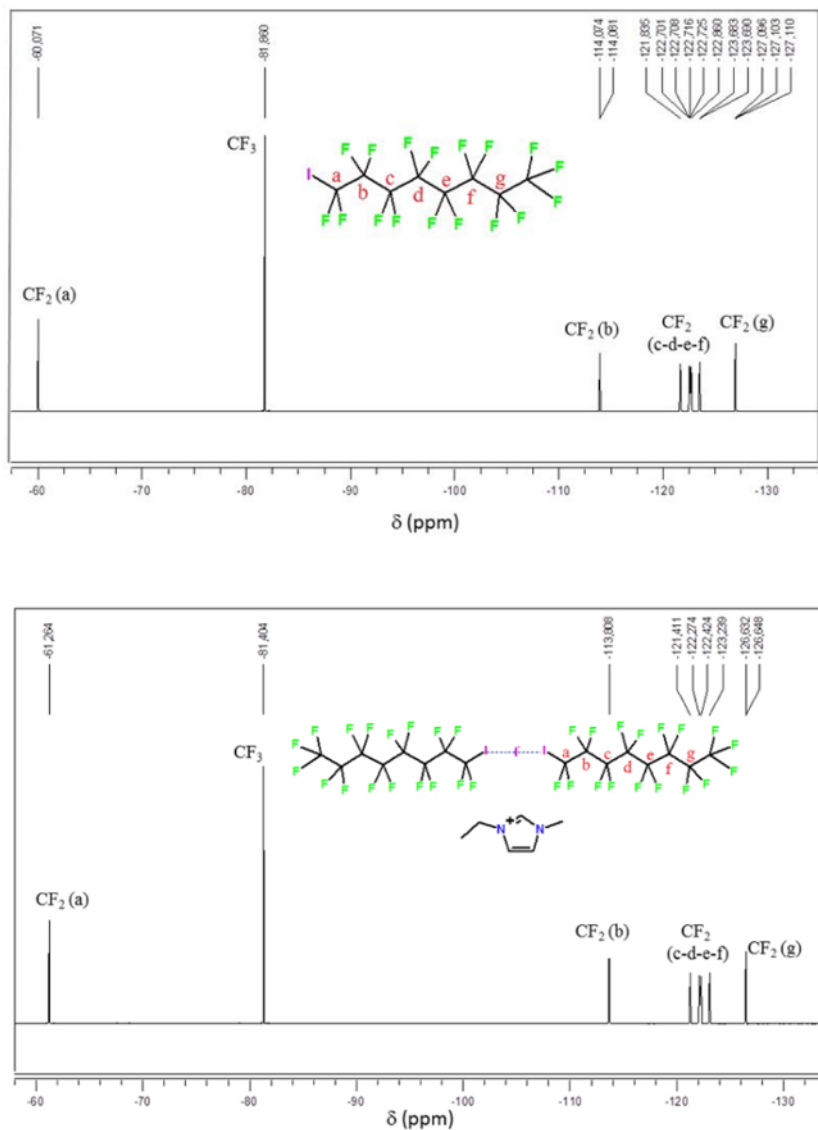 -60,071
-81,860
-114,074
-114,081
-121,835
-122,701
-122,708
-122,716
-122,725
-122,860
-123,683
-123,690
-127,096
-127,103
-127,110
CF3
F F F F F F F
I a b c d e f g F
F F F F F F F F F
CF2 (a)
CF2 (b)
CF2
(c-d-e-f)
CF2 (g)
-60 -70 -80 -90 -100 -110 -120 -130
δ (ppm)
-61,264
-81,404
-113,808
-121,411
-122,274
-122,424
-123,239
-126,632
-126,648
CF3
F F F F F F F F F F F F F F
F F I I a b c d e f g F F
F F F F F F F F F F F F F F F F
N + N
CF2 (a)
CF2 (b)
CF2
(c-d-e-f)
CF2 (g)
-60 -70 -80 -90 -100 -110 -120 -130
δ (ppm)